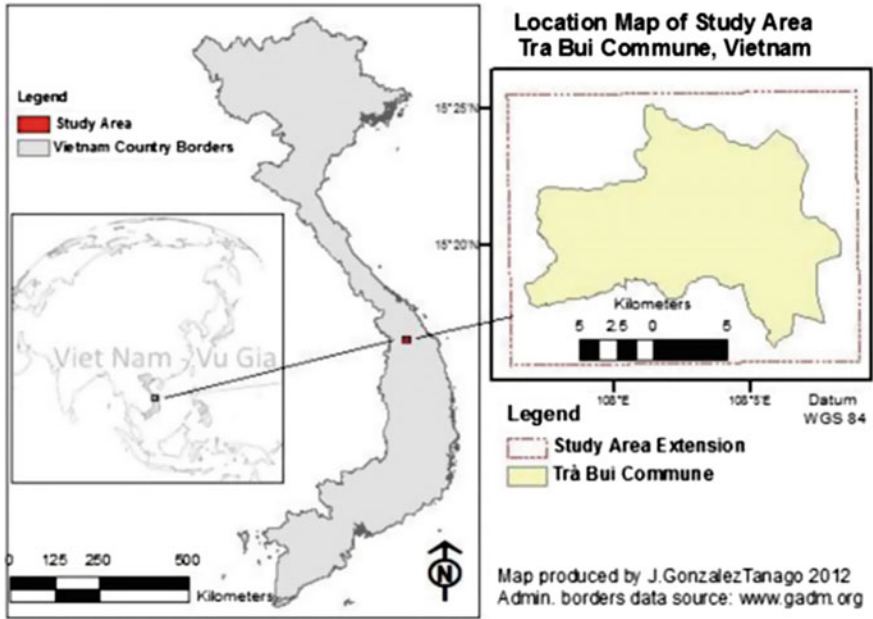 Location Map of Study Area
Tra Bui Commune, Vietnam
Legend
Study Area
Vietnam Country Borders
Viet Nam - Vu Gia
0 125 250 500
Kilometers
N
15°25'N
15°20'N
Kilometers
5 2.5 0 5
108°E
108°5'E
Datum
WGS 84
Legend
Study Area Extension
Trà Bui Commune
Map produced by J.GonzalezTanago 2012
Admin. borders data source: www.gadm.org